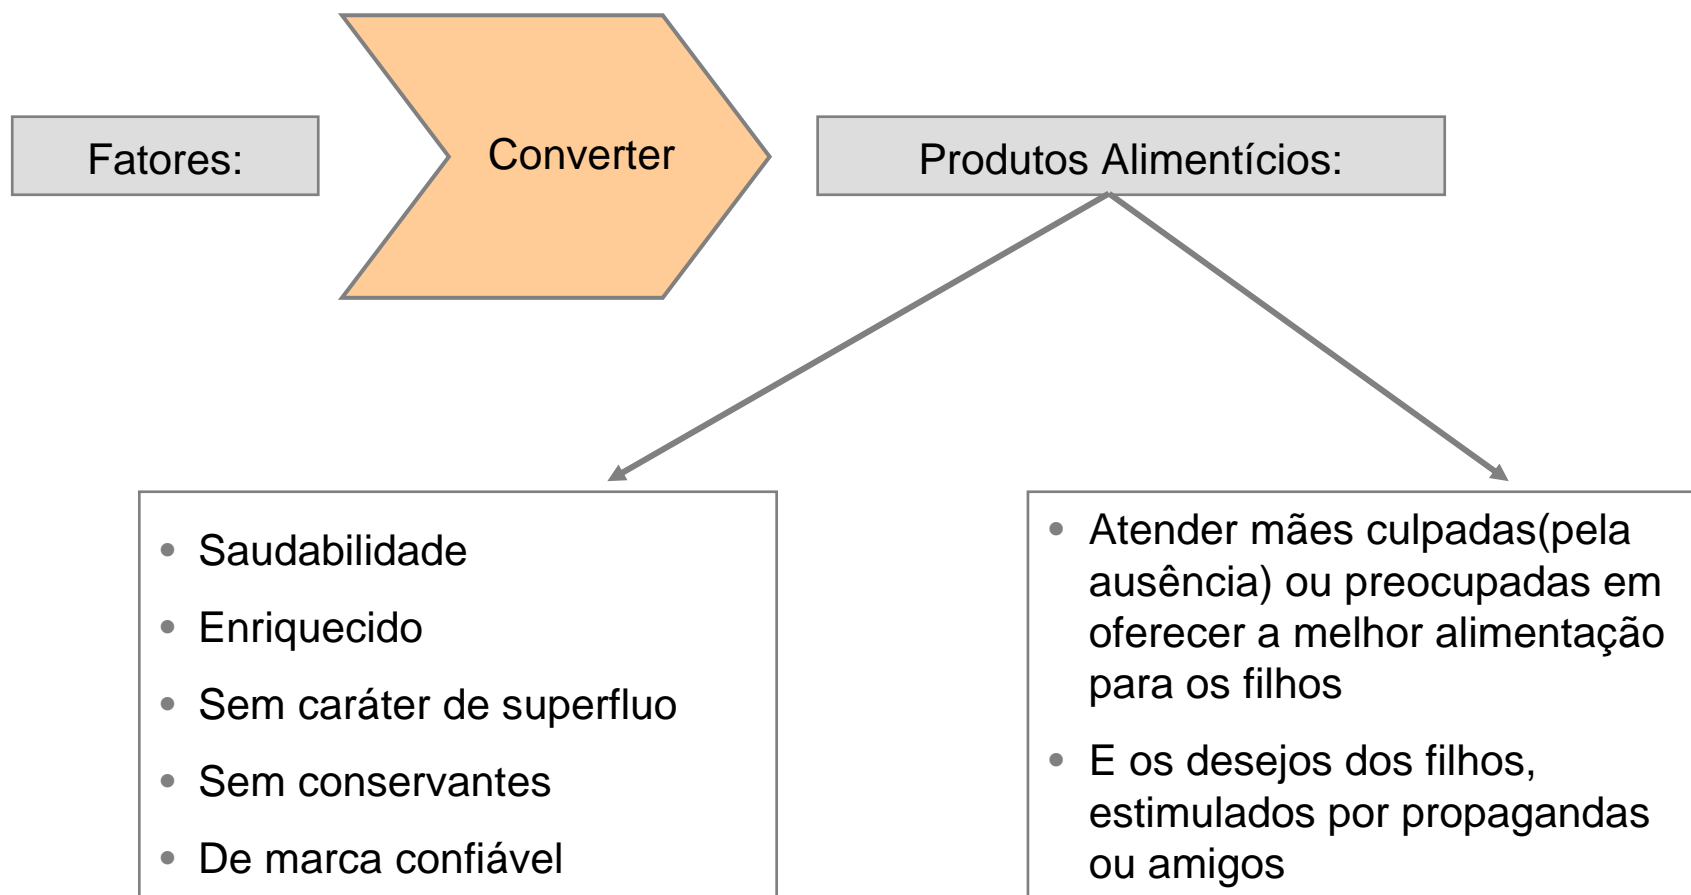 Fatores:
Converter
Produtos Alimentícios:
• Saudabilidade
• Enriquecido
• Sem caráter de superfluo
• Sem conservantes
• De marca confiável
• Atender mães culpadas(pela
ausência) ou preocupadas em
oferecer a melhor alimentação
para os filhos
• E os desejos dos filhos,
estimulados por propagandas
ou amigos